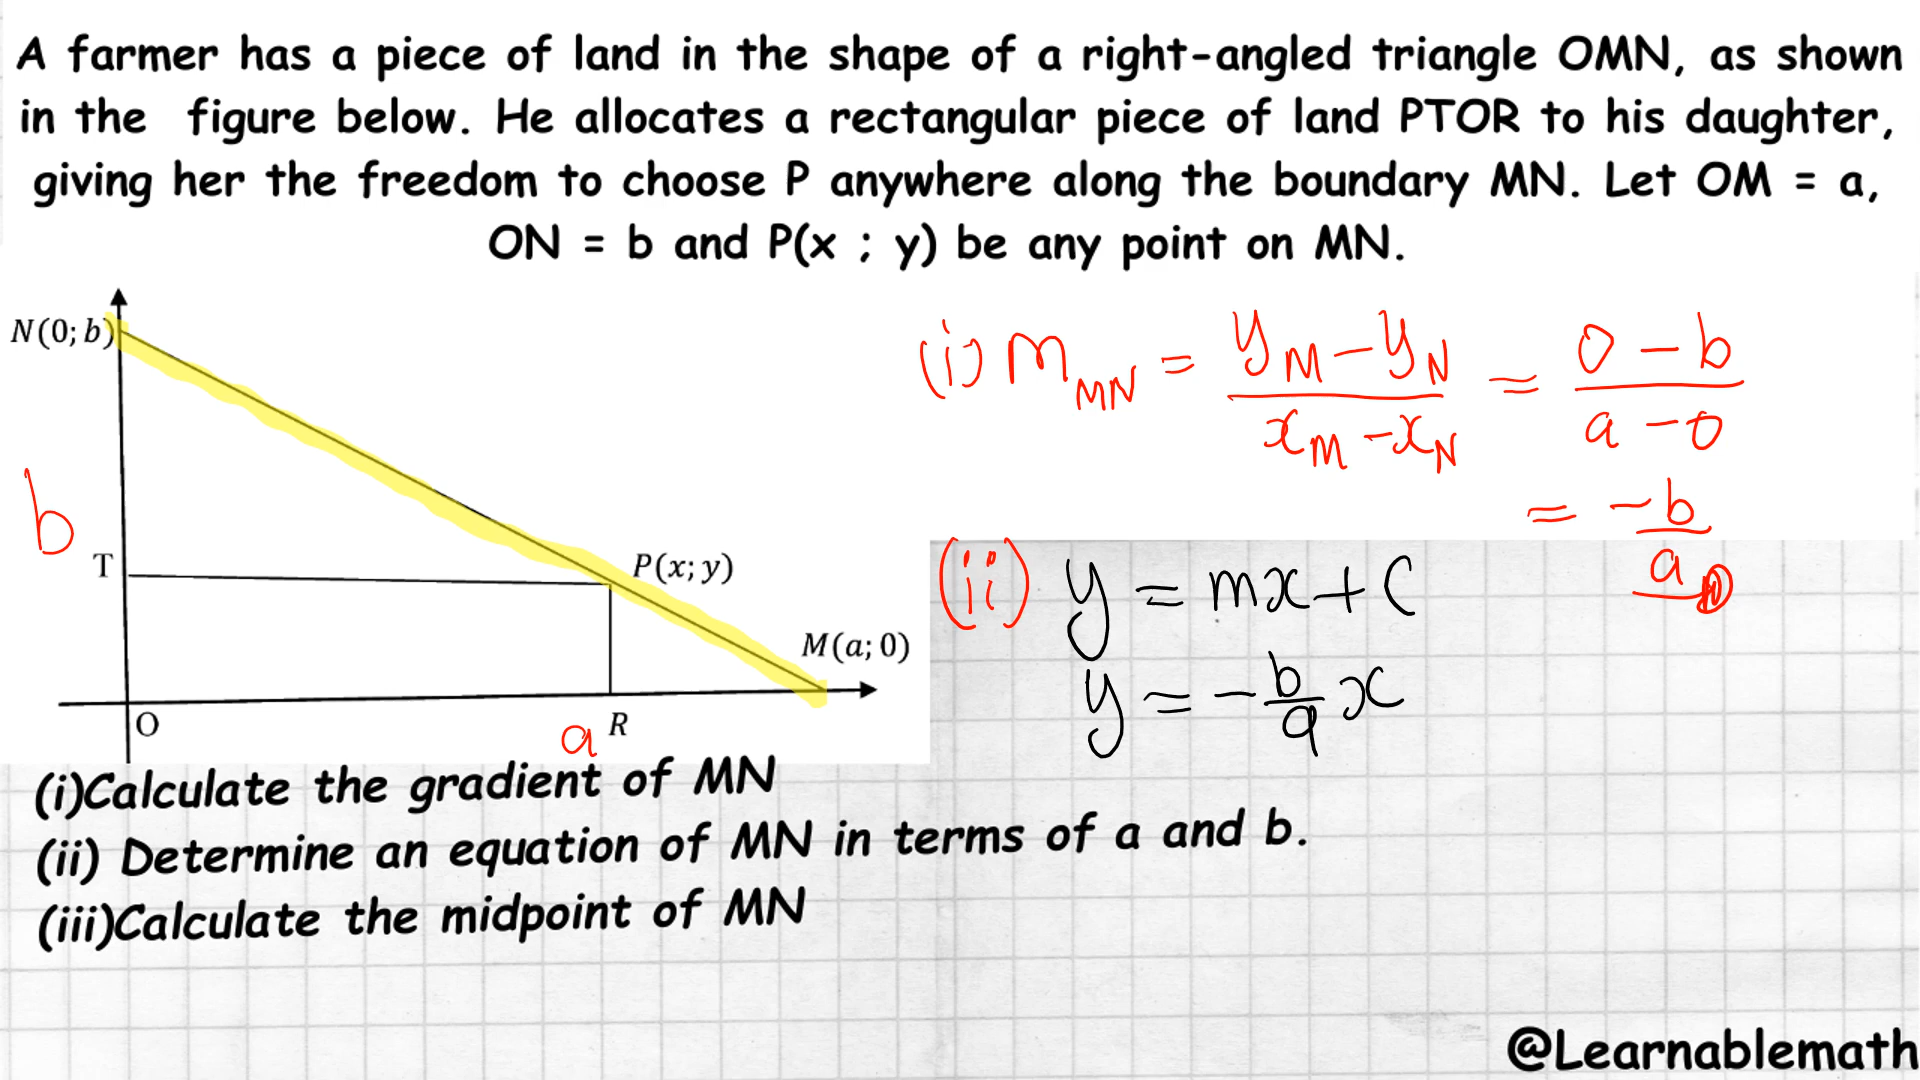 A farmer has a piece of land in the shape of a right-angled triangle OMN, as shown
in the figure below. He allocates a rectangular piece of land PTOR to his daughter,
giving her the freedom to choose P anywhere along the boundary MN. Let OM = a,
ON = b and P(x ; y) be any point on MN.
N(0; b)
b
T
P(x; y)
M(a; 0)
O
a
R
(i) m_MN = (y_M - y_N)/(x_M - x_N) = (0 - b)/(a - 0)
= -b/a
(ii) y = mx + c
y = -b/a x
(i)Calculate the gradient of MN
(ii) Determine an equation of MN in terms of a and b.
(iii)Calculate the midpoint of MN
@Learnablemath